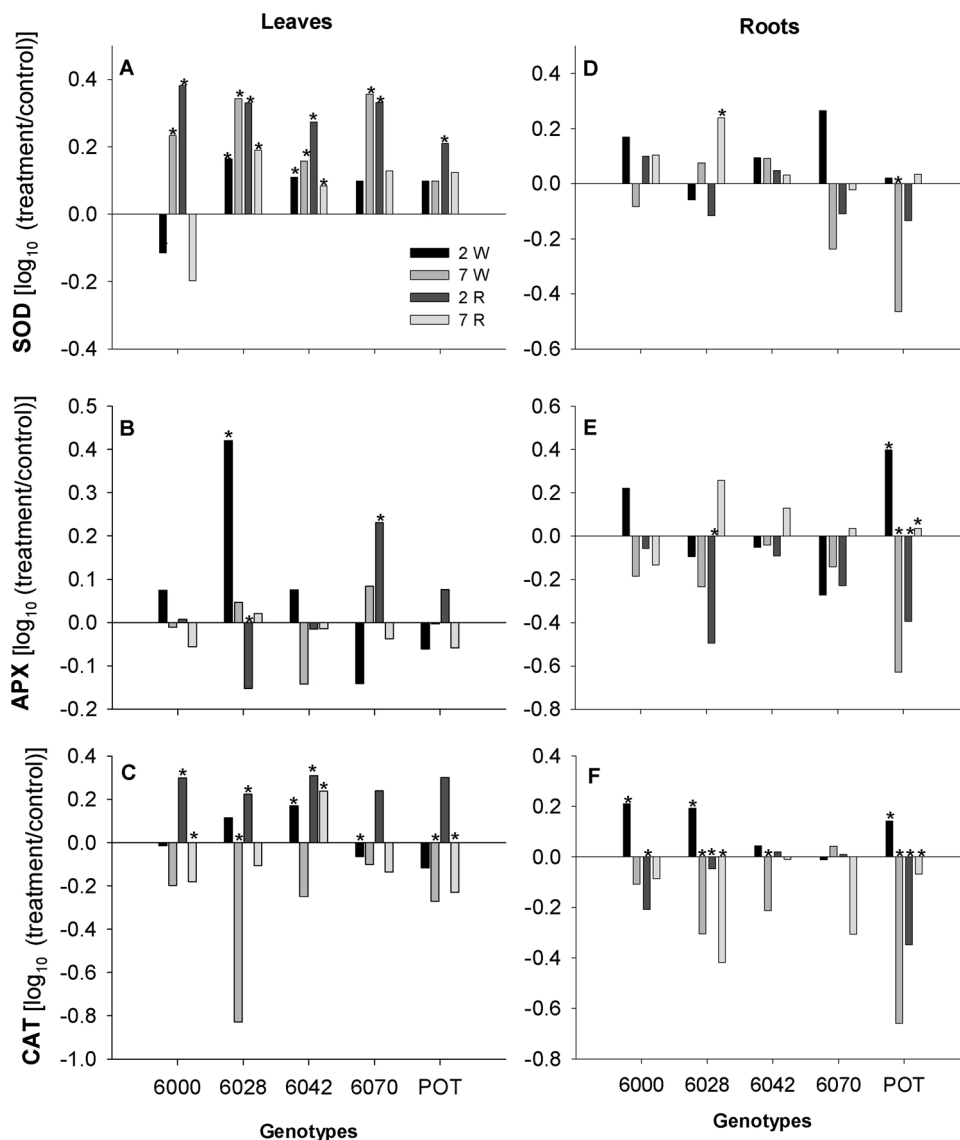 Leaves
Roots
A
D
SOD [log10 (treatment/control)]
0.4
0.2
0.0
-0.2
-0.4
* * * * * * * * * * * * *
2 W
7 W
2 R
7 R
0.4
0.2
0.0
-0.2
-0.4
-0.6
* *
B
E
APX [log10 (treatment/control)]
0.5
0.4
0.3
0.2
0.1
0.0
-0.1
-0.2
* * *
0.6
0.4
0.2
0.0
-0.2
-0.4
-0.6
-0.8
* * * * *
C
F
CAT [log10 (treatment/control)]
0.4
0.2
0.0
-0.2
-0.4
-0.6
-0.8
-1.0
* * * * * * * * * *
0.4
0.2
0.0
-0.2
-0.4
-0.6
-0.8
* * * * * * * * * * *
6000 6028 6042 6070 POT
Genotypes
6000 6028 6042 6070 POT
Genotypes